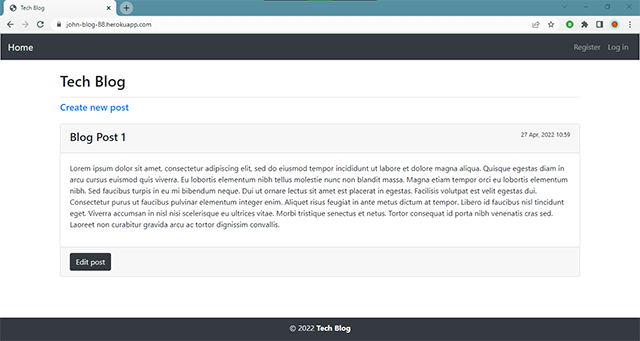 Tech Blog
john-blog-88.herokuapp.com
Home
Register Log in
Tech Blog
Create new post
Blog Post 1
27 Apr, 2022 10:59
Lorem ipsum dolor sit amet, consectetur adipiscing elit, sed do eiusmod tempor incididunt ut labore et dolore magna aliqua. Quisque egestas diam in
arcu cursus euismod quis viverra. Eu lobortis elementum nibh tellus molestie nunc non blandit massa. Magna etiam tempor orci eu lobortis elementum
nibh. Sed faucibus turpis in eu mi bibendum neque. Dui ut ornare lectus sit amet est placerat in egestas. Facilisis volutpat est velit egestas dui.
Consectetur purus ut faucibus pulvinar elementum integer enim. Aliquet risus feugiat in ante metus dictum at tempor. Libero id faucibus nisl tincidunt
eget. Viverra accumsan in nisl nisi scelerisque eu ultrices vitae. Morbi tristique senectus et netus. Tortor consequat id porta nibh venenatis cras sed.
Laoreet non curabitur gravida arcu ac tortor dignissim convallis.
Edit post
© 2022 Tech Blog